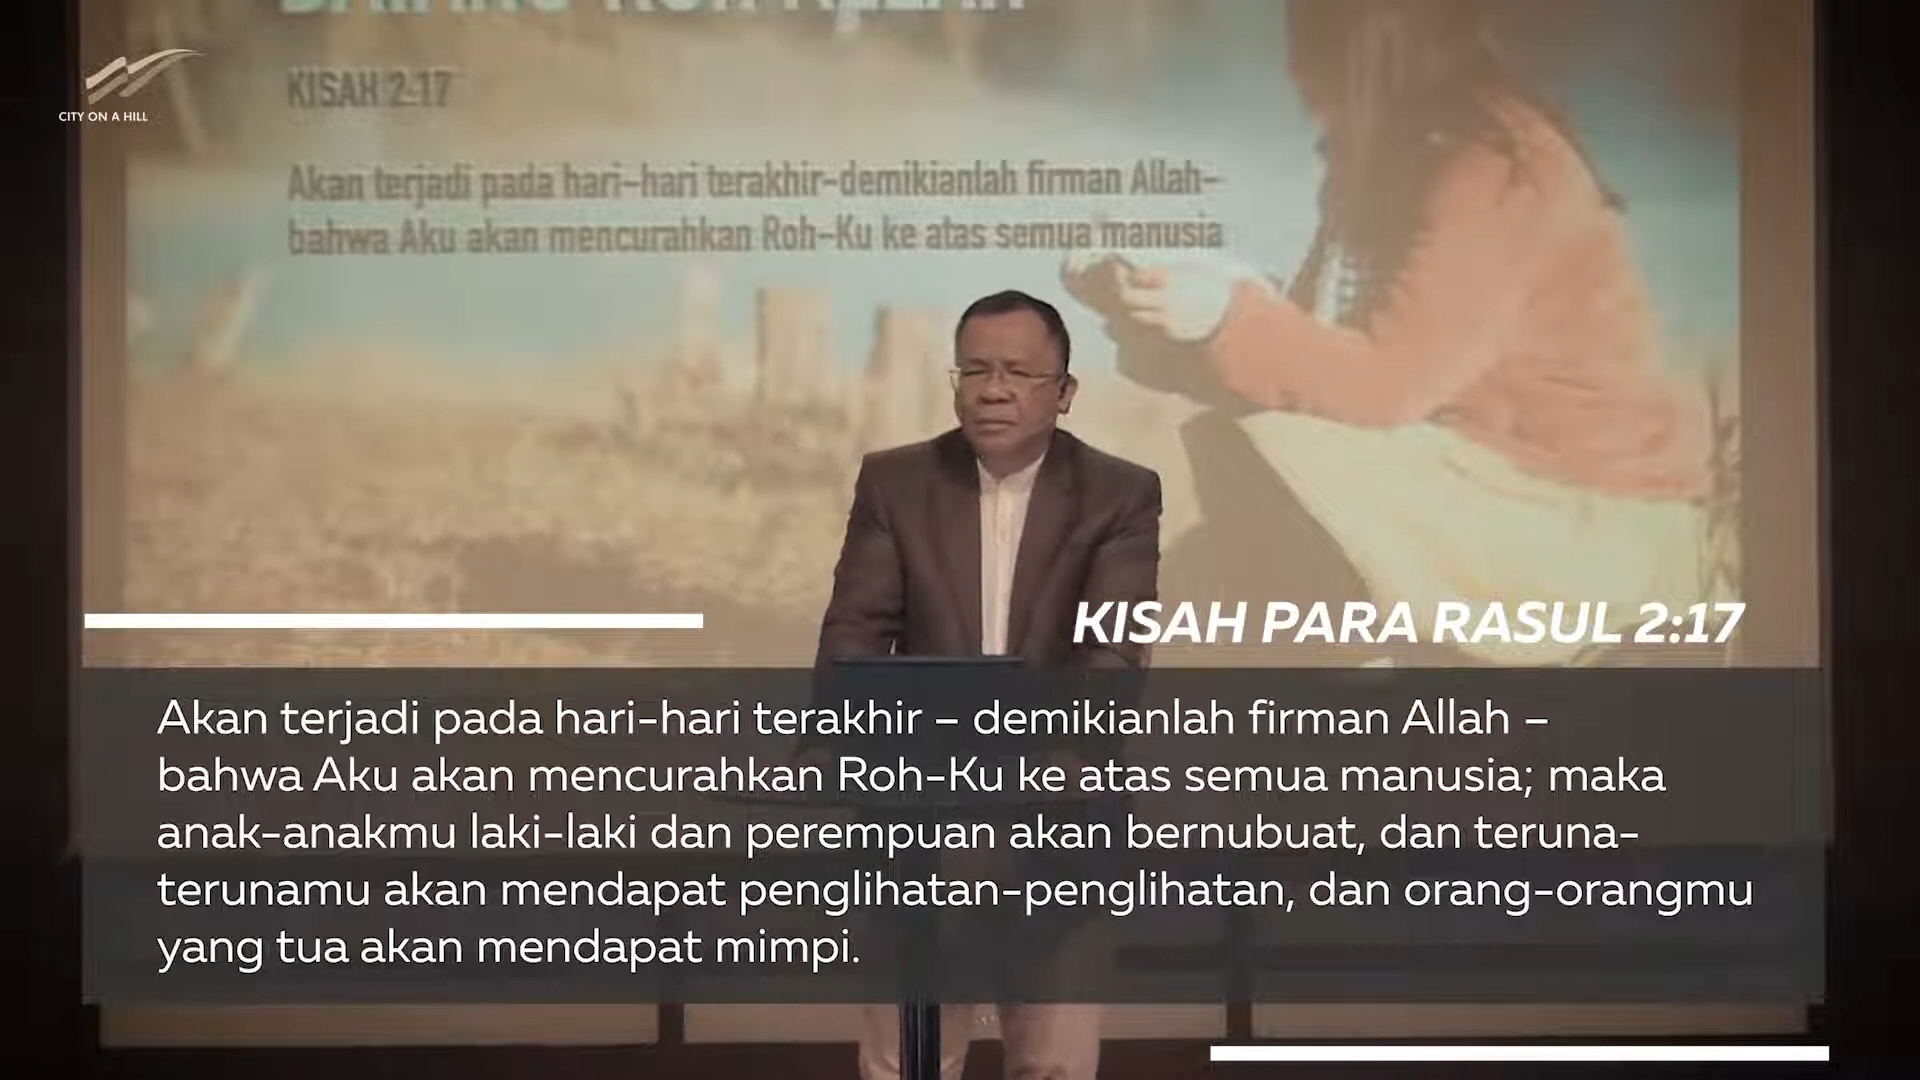 CITY ON A HILL
KISAH 2:17
Akan terjadi pada hari-hari terakhir-demikianlah firman Allah-
bahwa Aku akan mencurahkan Roh-Ku ke atas semua manusia
KISAH PARA RASUL 2:17
Akan terjadi pada hari-hari terakhir – demikianlah firman Allah –
bahwa Aku akan mencurahkan Roh-Ku ke atas semua manusia; maka
anak-anakmu laki-laki dan perempuan akan bernubuat, dan teruna-
terunamu akan mendapat penglihatan-penglihatan, dan orang-orangmu
yang tua akan mendapat mimpi.